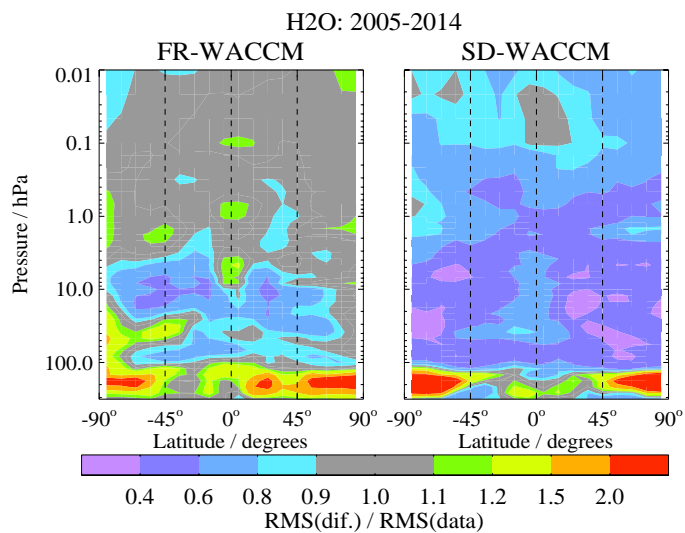 H2O: 2005-2014
FR-WACCM SD-WACCM
0.01
0.1
1.0
10.0
100.0
Pressure / hPa
-90° -45° 0° 45° 90° -90° -45° 0° 45° 90°
Latitude / degrees Latitude / degrees
0.4 0.6 0.8 0.9 1.0 1.1 1.2 1.5 2.0
RMS(dif.) / RMS(data)